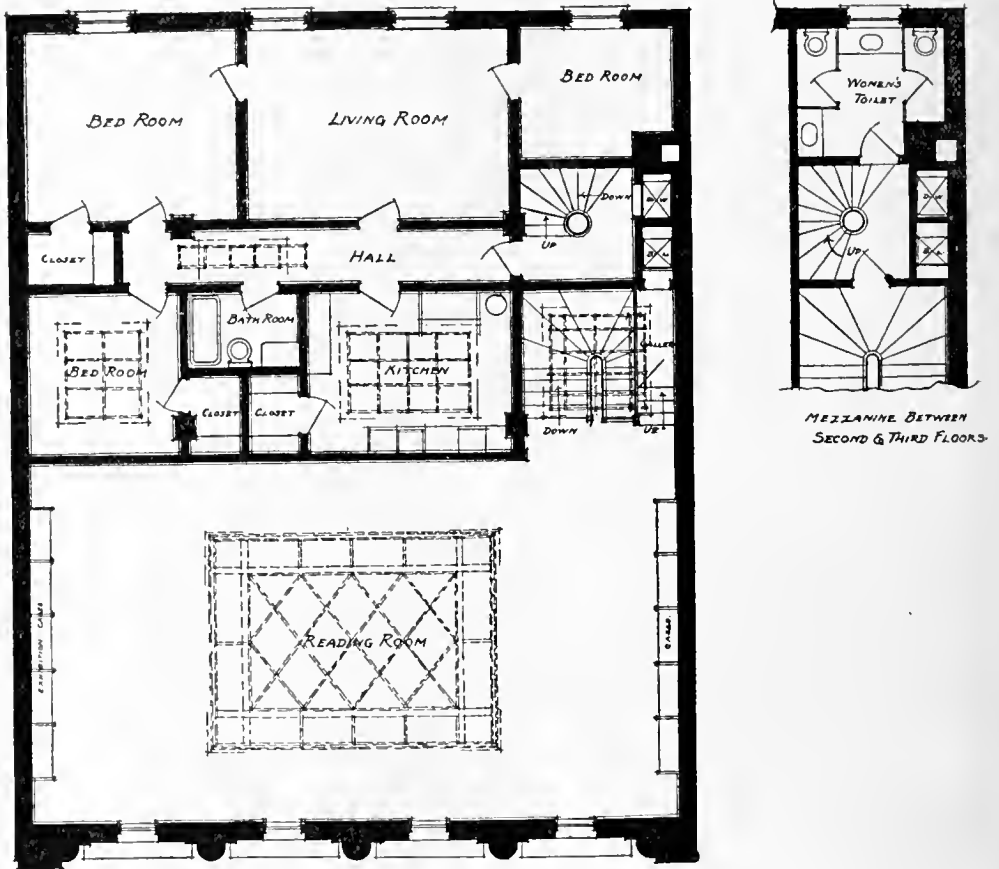 BED ROOM
LIVING ROOM
BED ROOM
DOWN
UP
D.W.
CLOSET
HALL
BATH ROOM
BED ROOM
KITCHEN
CLOSET
CLOSET
DOWN
UP
READING ROOM
EXHIBITION CASES
CASES
WOMEN'S
TOILET
D.W.
UP
MEZZANINE BETWEEN
SECOND & THIRD FLOORS.